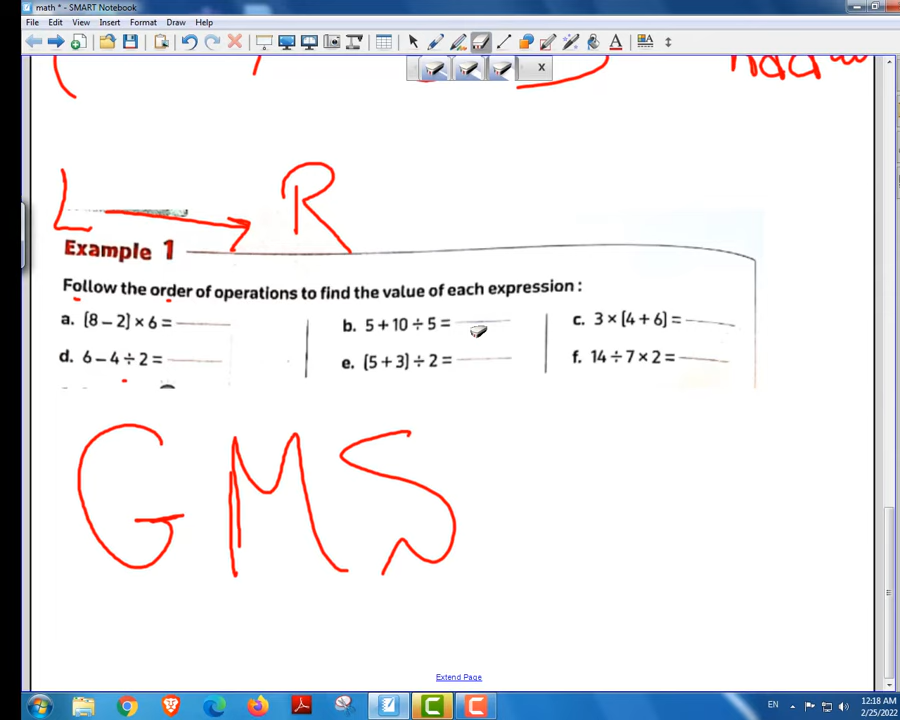 math * - SMART Notebook
File Edit View Insert Format Draw Help
x
L R
Example 1
Follow the order of operations to find the value of each expression :
a. (8 – 2) × 6 =
b. 5 + 10 ÷ 5 =
c. 3 × (4 + 6) =
d. 6 – 4 ÷ 2 =
e. (5 + 3) ÷ 2 =
f. 14 ÷ 7 × 2 =
G M S
Extend Page
EN
12:18 AM
2/25/2022